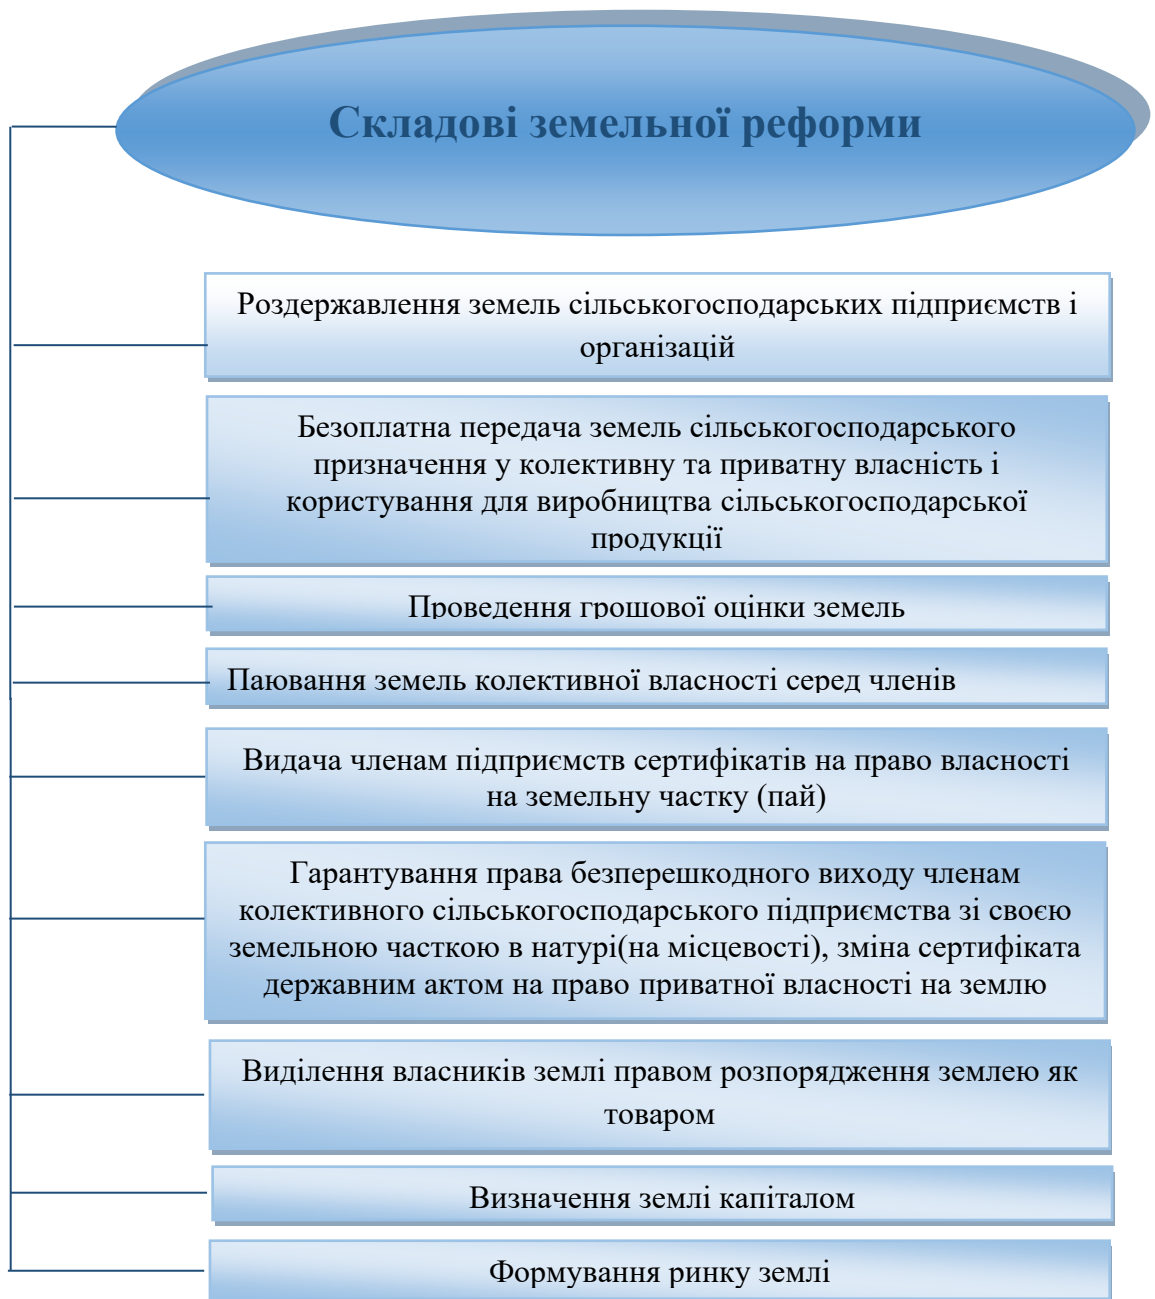 Складові земельної реформи
Роздержавлення земель сільськогосподарських підприємств і
організацій
Безоплатна передача земель сільськогосподарського
призначення у колективну та приватну власність і
користування для виробництва сільськогосподарської
продукції
Проведення грошової оцінки земель
Паювання земель колективної власності серед членів
Видача членам підприємств сертифікатів на право власності
на земельну частку (пай)
Гарантування права безперешкодного виходу членам
колективного сільськогосподарського підприємства зі своєю
земельною часткою в натурі(на місцевості), зміна сертифіката
державним актом на право приватної власності на землю
Виділення власників землі правом розпорядження землею як
товаром
Визначення землі капіталом
Формування ринку землі